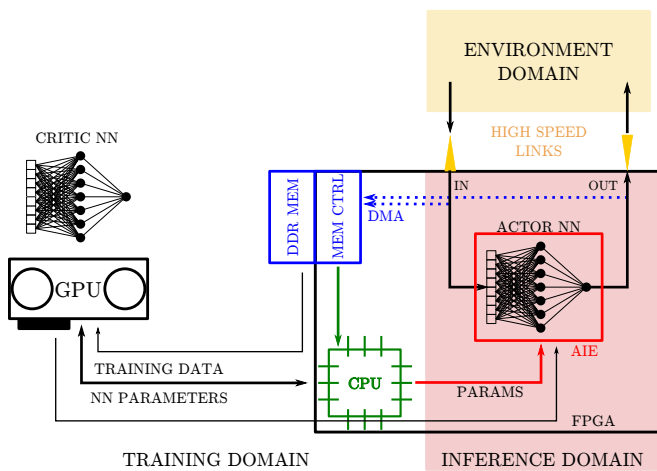 ENVIRONMENT
DOMAIN
CRITIC NN
HIGH SPEED
LINKS
IN
OUT
DDR MEM
MEM CTRL
DMA
ACTOR NN
GPU
AIE
TRAINING DATA
CPU
NN PARAMETERS
PARAMS
FPGA
TRAINING DOMAIN
INFERENCE DOMAIN